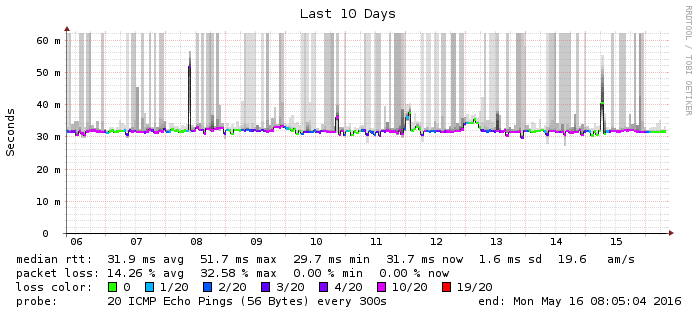 Last 10 Days
RRDTOOL / TOBI OETIKER
Seconds
60 m
50 m
40 m
30 m
20 m
10 m
0
06 07 08 09 10 11 12 13 14 15
median rtt: 31.9 ms avg 51.7 ms max 29.7 ms min 31.7 ms now 1.6 ms sd 19.6 am/s
packet loss: 14.26 % avg 32.58 % max 0.00 % min 0.00 % now
loss color: 0 1/20 2/20 3/20 4/20 10/20 19/20
probe: 20 ICMP Echo Pings (56 Bytes) every 300s end: Mon May 16 08:05:04 2016